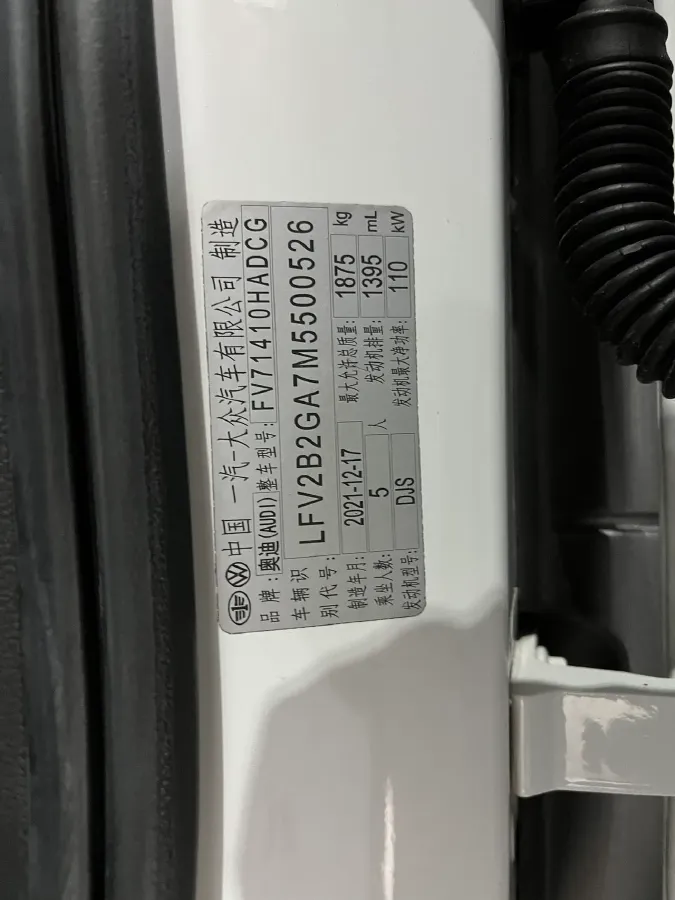 中国 一汽-大众汽车有限公司 制造
品牌: 奥迪(AUDI) 整车型号: FV71410HADCG
车辆识别代号: LFV2B2GA7M5500526
制造年月: 2021-12-17 最大允许总质量: 1875 kg
乘坐人数: 5 人 发动机排量: 1395 mL
发动机型号: DJS 发动机最大净功率: 110 kW